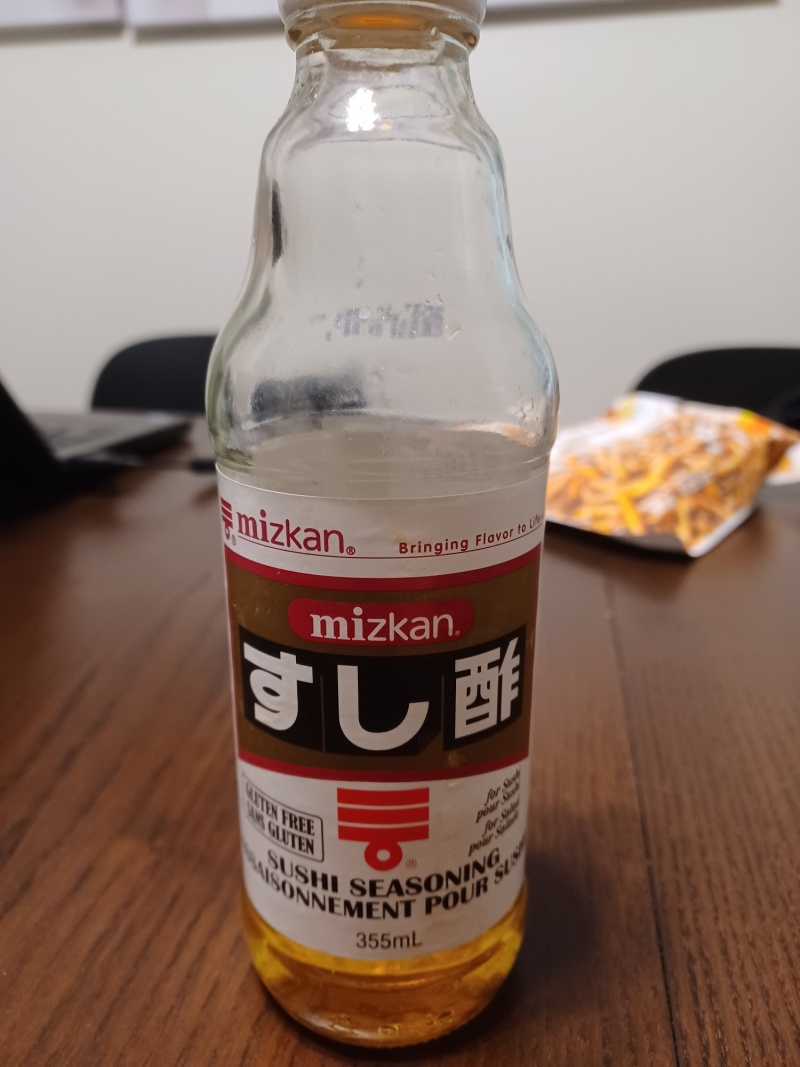 mizkan®
Bringing Flavor to Life
mizkan®
すし酢
GLUTEN FREE
SANS GLUTEN
for Sushi
pour Sushi
for Salad
pour Salade
®
SUSHI SEASONING
ASSAISONNEMENT POUR SUSHI
355mL